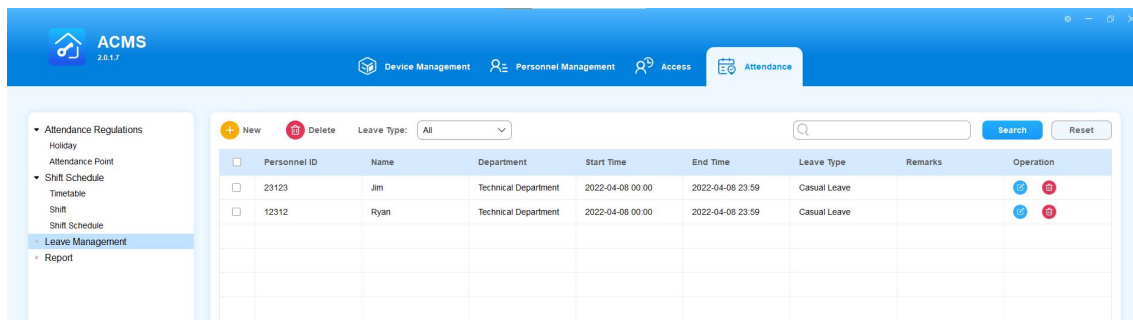 ACMS
2.0.1.7
Device Management Personnel Management Access Attendance
Attendance Regulations
Holiday
Attendance Point
Shift Schedule
Timetable
Shift
Shift Schedule
Leave Management
Report
New Delete Leave Type: All Search Reset
Personnel ID Name Department Start Time End Time Leave Type Remarks Operation
23123 Jim Technical Department 2022-04-08 00:00 2022-04-08 23:59 Casual Leave
12312 Ryan Technical Department 2022-04-08 00:00 2022-04-08 23:59 Casual Leave